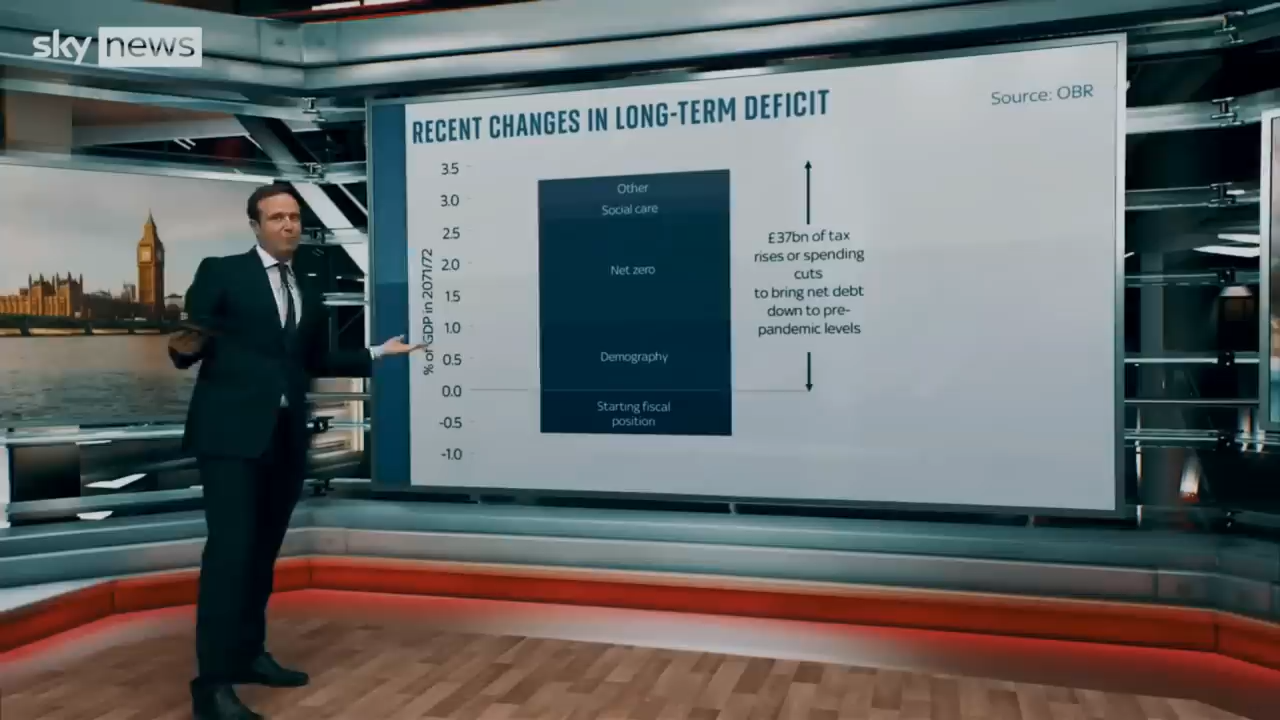 sky news
RECENT CHANGES IN LONG-TERM DEFICIT
Source: OBR
% of GDP in 2071/72
3.5
3.0
2.5
2.0
1.5
1.0
0.5
0.0
-0.5
-1.0
Other
Social care
Net zero
Demography
Starting fiscal
position
£37bn of tax
rises or spending
cuts
to bring net debt
down to pre-
pandemic levels